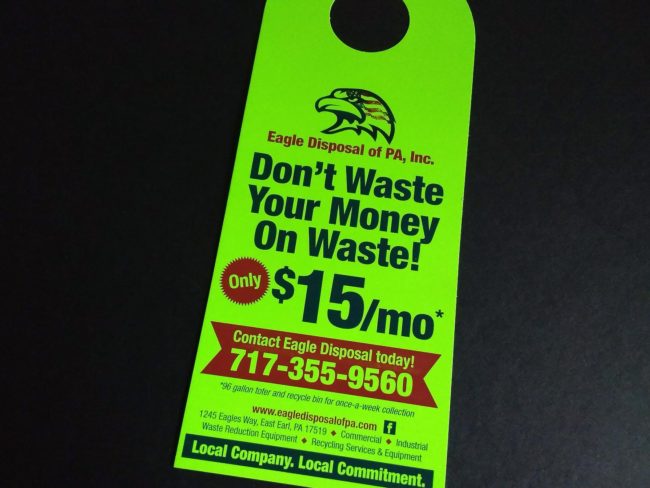 Eagle Disposal of PA, Inc.
Don't Waste
Your Money
On Waste!
Only
$15/mo*
Contact Eagle Disposal today!
717-355-9560
*96 gallon toter and recycle bin for once-a-week collection
www.eagledisposalofpa.com f
1245 Eagles Way, East Earl, PA 17519 ♦ Commercial ♦ Industrial
Waste Reduction Equipment ♦ Recycling Services & Equipment
Local Company. Local Commitment.